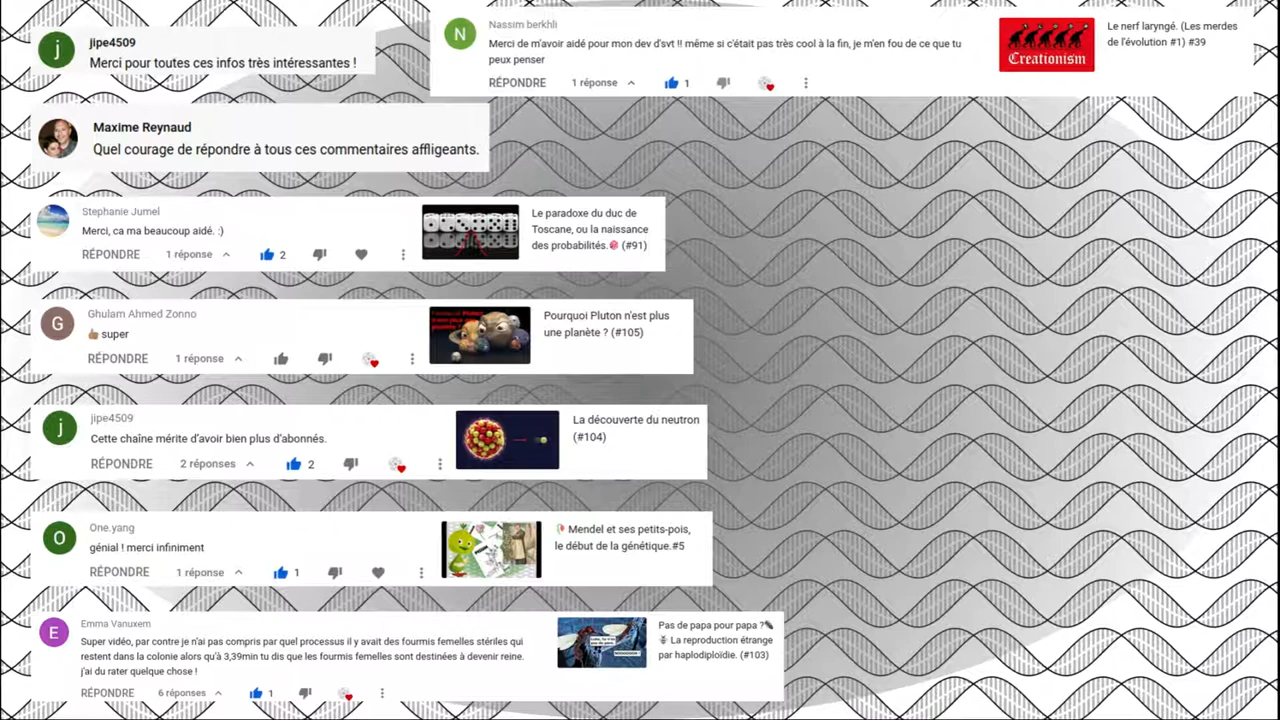 jipe4509
Merci pour toutes ces infos très intéressantes !
Nassim berkhli
Merci de m'avoir aidé pour mon dev d'svt !! même si c'était pas très cool à la fin, je m'en fou de ce que tu
peux penser
RÉPONDRE 1 réponse 1
Creationism
Le nerf laryngé. (Les merdes
de l'évolution #1) #39
Maxime Reynaud
Quel courage de répondre à tous ces commentaires affligeants.
Stephanie Jumel
Merci, ca ma beaucoup aidé. :)
RÉPONDRE 1 réponse 2
Le paradoxe du duc de
Toscane, ou la naissance
des probabilités.🎯 (#91)
G
Ghulam Ahmed Zonno
👍🏽 super
RÉPONDRE 1 réponse
Pourquoi Pluton n'est plus
une planète ? (#105)
j
jipe4509
Cette chaîne mérite d'avoir bien plus d'abonnés.
RÉPONDRE 2 réponses 2
La découverte du neutron
(#104)
O
One.yang
génial ! merci infiniment
RÉPONDRE 1 réponse 1
Mendel et ses petits-pois,
le début de la génétique.#5
E
Emma Vanuxem
Super vidéo, par contre je n'ai pas compris par quel processus il y avait des fourmis femelles stériles qui
restent dans la colonie alors qu'à 3,39min tu dis que les fourmis femelles sont destinées à devenir reine.
j'ai du rater quelque chose !
RÉPONDRE 6 réponses 1
Pas de papa pour papa ?
La reproduction étrange
par haplodiploïdie. (#103)